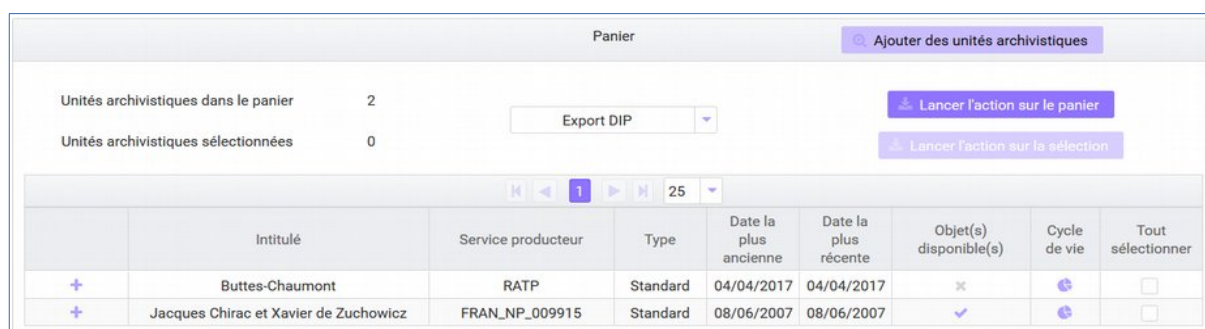 Panier
Ajouter des unités archivistiques
Unités archivistiques dans le panier 2
Export DIP
Lancer l'action sur le panier
Unités archivistiques sélectionnées 0
Lancer l'action sur la sélection
1 25
Intitulé Service producteur Type Date la plus ancienne Date la plus récente Objet(s) disponible(s) Cycle de vie Tout sélectionner
Buttes-Chaumont RATP Standard 04/04/2017 04/04/2017
Jacques Chirac et Xavier de Zuchowicz FRAN_NP_009915 Standard 08/06/2007 08/06/2007